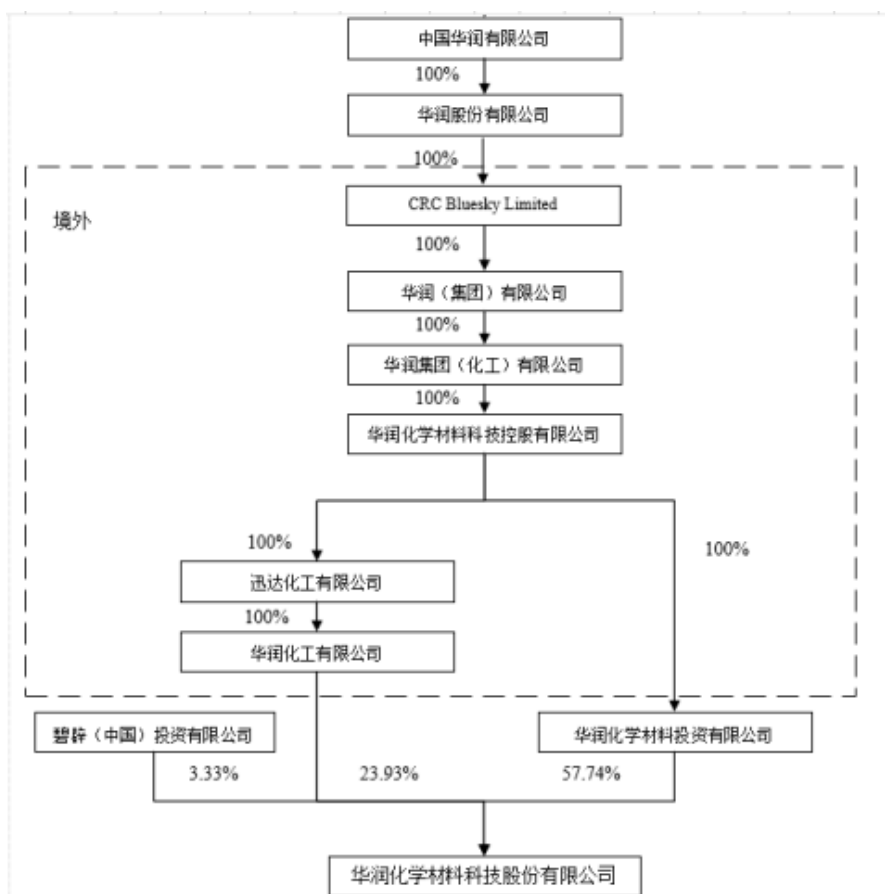 中国华润有限公司
100%
华润股份有限公司
100%
境外
CRC Bluesky Limited
100%
华润（集团）有限公司
100%
华润集团（化工）有限公司
100%
华润化学材料科技控股有限公司
100%
100%
迅达化工有限公司
100%
华润化工有限公司
碧辟（中国）投资有限公司
华润化学材料投资有限公司
3.33%
23.93%
57.74%
华润化学材料科技股份有限公司